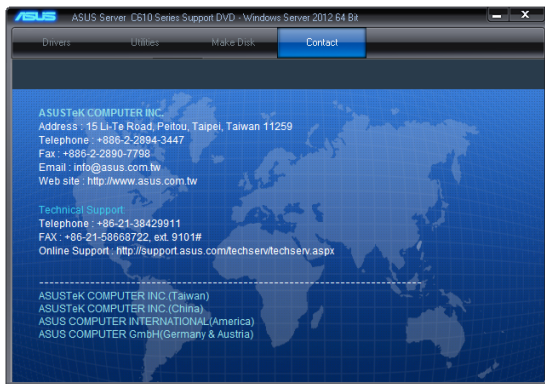 ASUS ASUS Server C610 Series Support DVD - Windows Server 2012 64 Bit
Drivers Utilities Make Disk Contact
ASUSTeK COMPUTER INC.
Address : 15 Li-Te Road, Peitou, Taipei, Taiwan 11259
Telephone : +886-2-2894-3447
Fax : +886-2-2890-7798
Email : info@asus.com.tw
Web site : http://www.asus.com.tw
Technical Support:
Telephone : +86-21-38429911
FAX : +86-21-58668722, ext. 9101#
Online Support : http://support.asus.com/techserv/techserv.aspx
ASUSTeK COMPUTER INC.(Taiwan)
ASUSTeK COMPUTER INC.(China)
ASUS COMPUTER INTERNATIONAL(America)
ASUS COMPUTER GmbH(Germany & Austria)